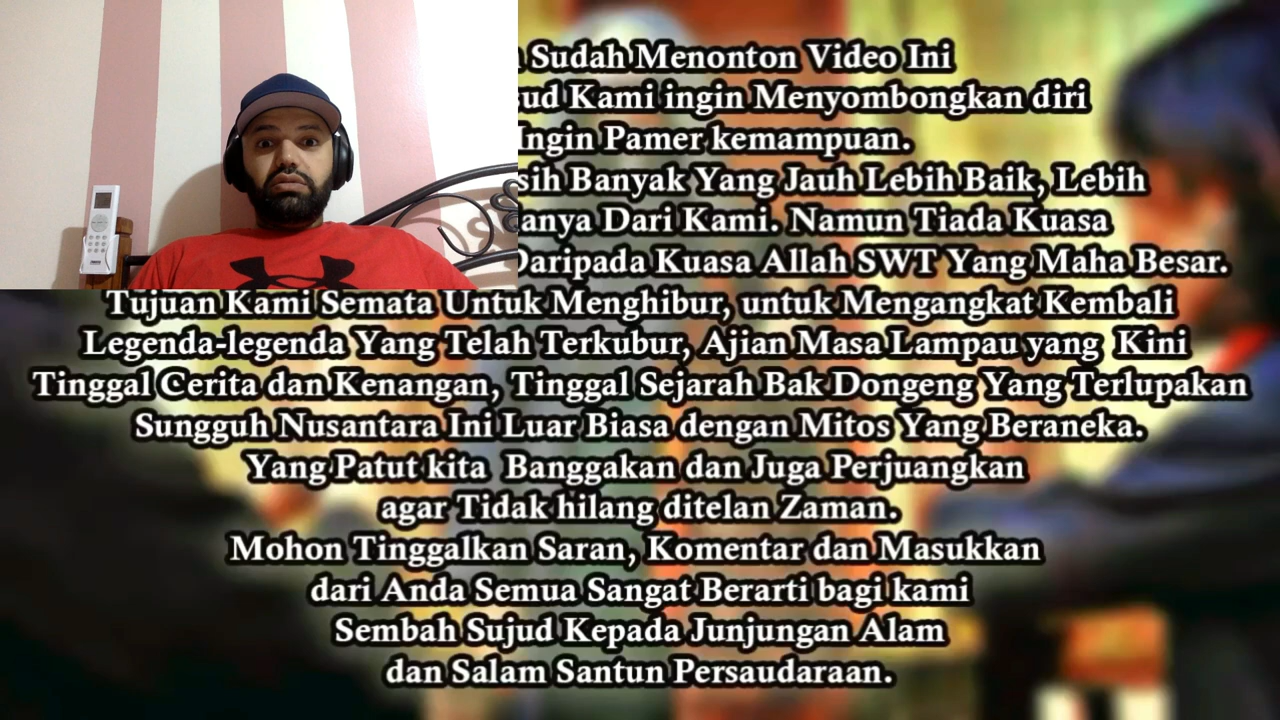 Sudah Menonton Video Ini
Kami ingin Menyombongkan diri
Ingin Pamer kemampuan.
Banyak Yang Jauh Lebih Baik, Lebih
Dari Kami. Namun Tiada Kuasa
Daripada Kuasa Allah SWT Yang Maha Besar.
Tujuan Kami Semata Untuk Menghibur, untuk Mengangkat Kembali
Legenda-legenda Yang Telah Terkubur, Ajian Masa Lampau yang Kini
Tinggal Cerita dan Kenangan, Tinggal Sejarah Bak Dongeng Yang Terlupakan
Sungguh Nusantara Ini Luar Biasa dengan Mitos Yang Beraneka.
Yang Patut kita Banggakan dan Juga Perjuangkan
agar Tidak hilang ditelan Zaman.
Mohon Tinggalkan Saran, Komentar dan Masukkan
dari Anda Semua Sangat Berarti bagi kami
Sembah Sujud Kepada Junjungan Alam
dan Salam Santun Persaudaraan.